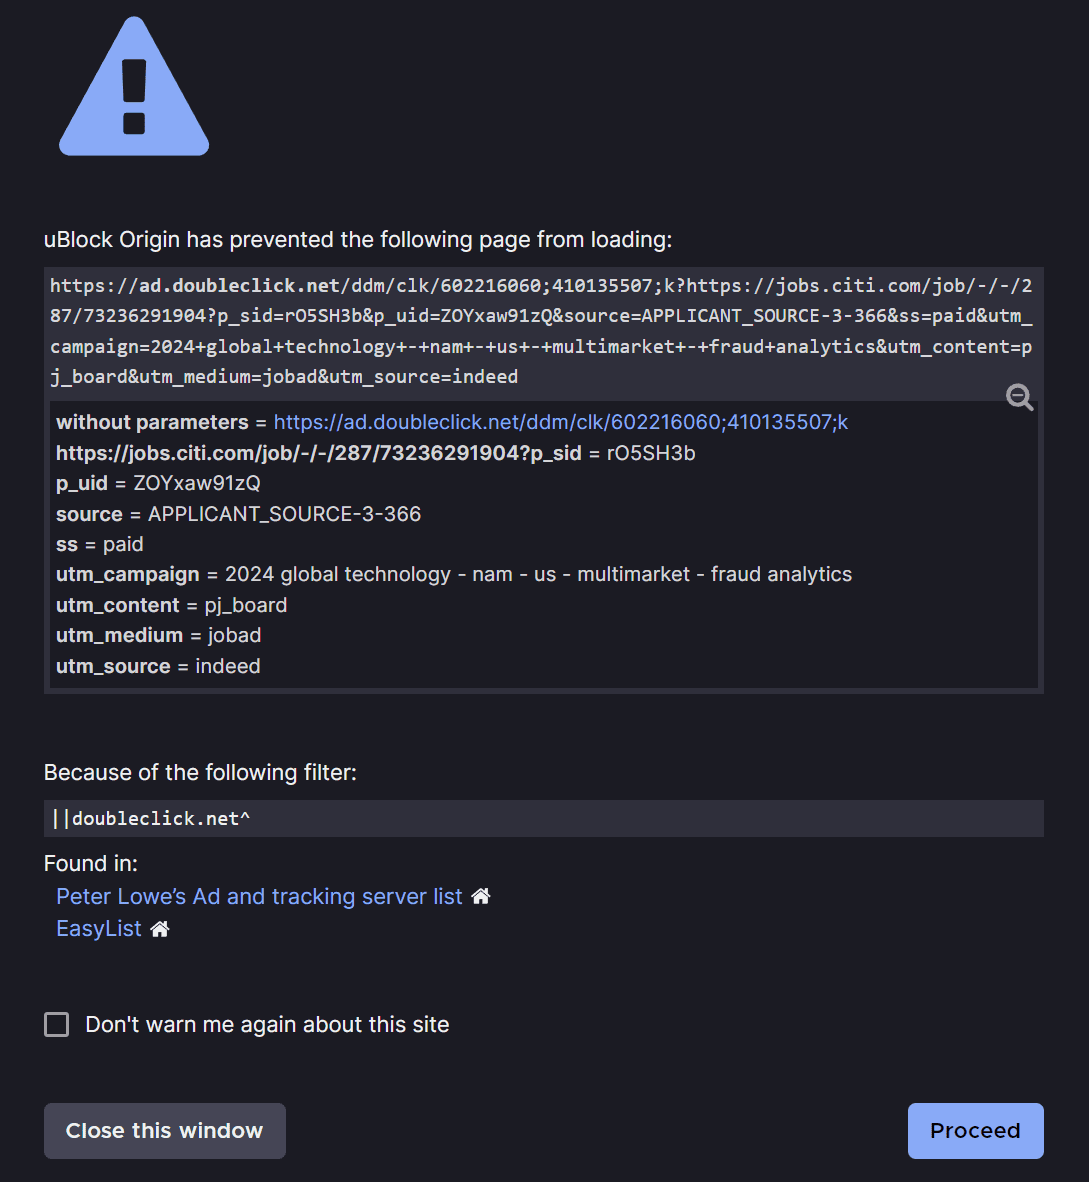 uBlock Origin has prevented the following page from loading:
https://ad.doubleclick.net/ddm/clk/602216060;410135507;k?https://jobs.citi.com/job/-/-/2
87/73236291904?p_sid=rO5SH3b&p_uid=ZOYxaw91zQ&source=APPLICANT_SOURCE-3-366&ss=paid&utm_
campaign=2024+global+technology+-+nam+-+us+-+multimarket+-+fraud+analytics&utm_content=p
j_board&utm_medium=jobad&utm_source=indeed
without parameters = https://ad.doubleclick.net/ddm/clk/602216060;410135507;k
https://jobs.citi.com/job/-/-/287/73236291904?p_sid = rO5SH3b
p_uid = ZOYxaw91zQ
source = APPLICANT_SOURCE-3-366
ss = paid
utm_campaign = 2024 global technology - nam - us - multimarket - fraud analytics
utm_content = pj_board
utm_medium = jobad
utm_source = indeed
Because of the following filter:
||doubleclick.net^
Found in:
Peter Lowe’s Ad and tracking server list
EasyList
Don't warn me again about this site
Close this window
Proceed